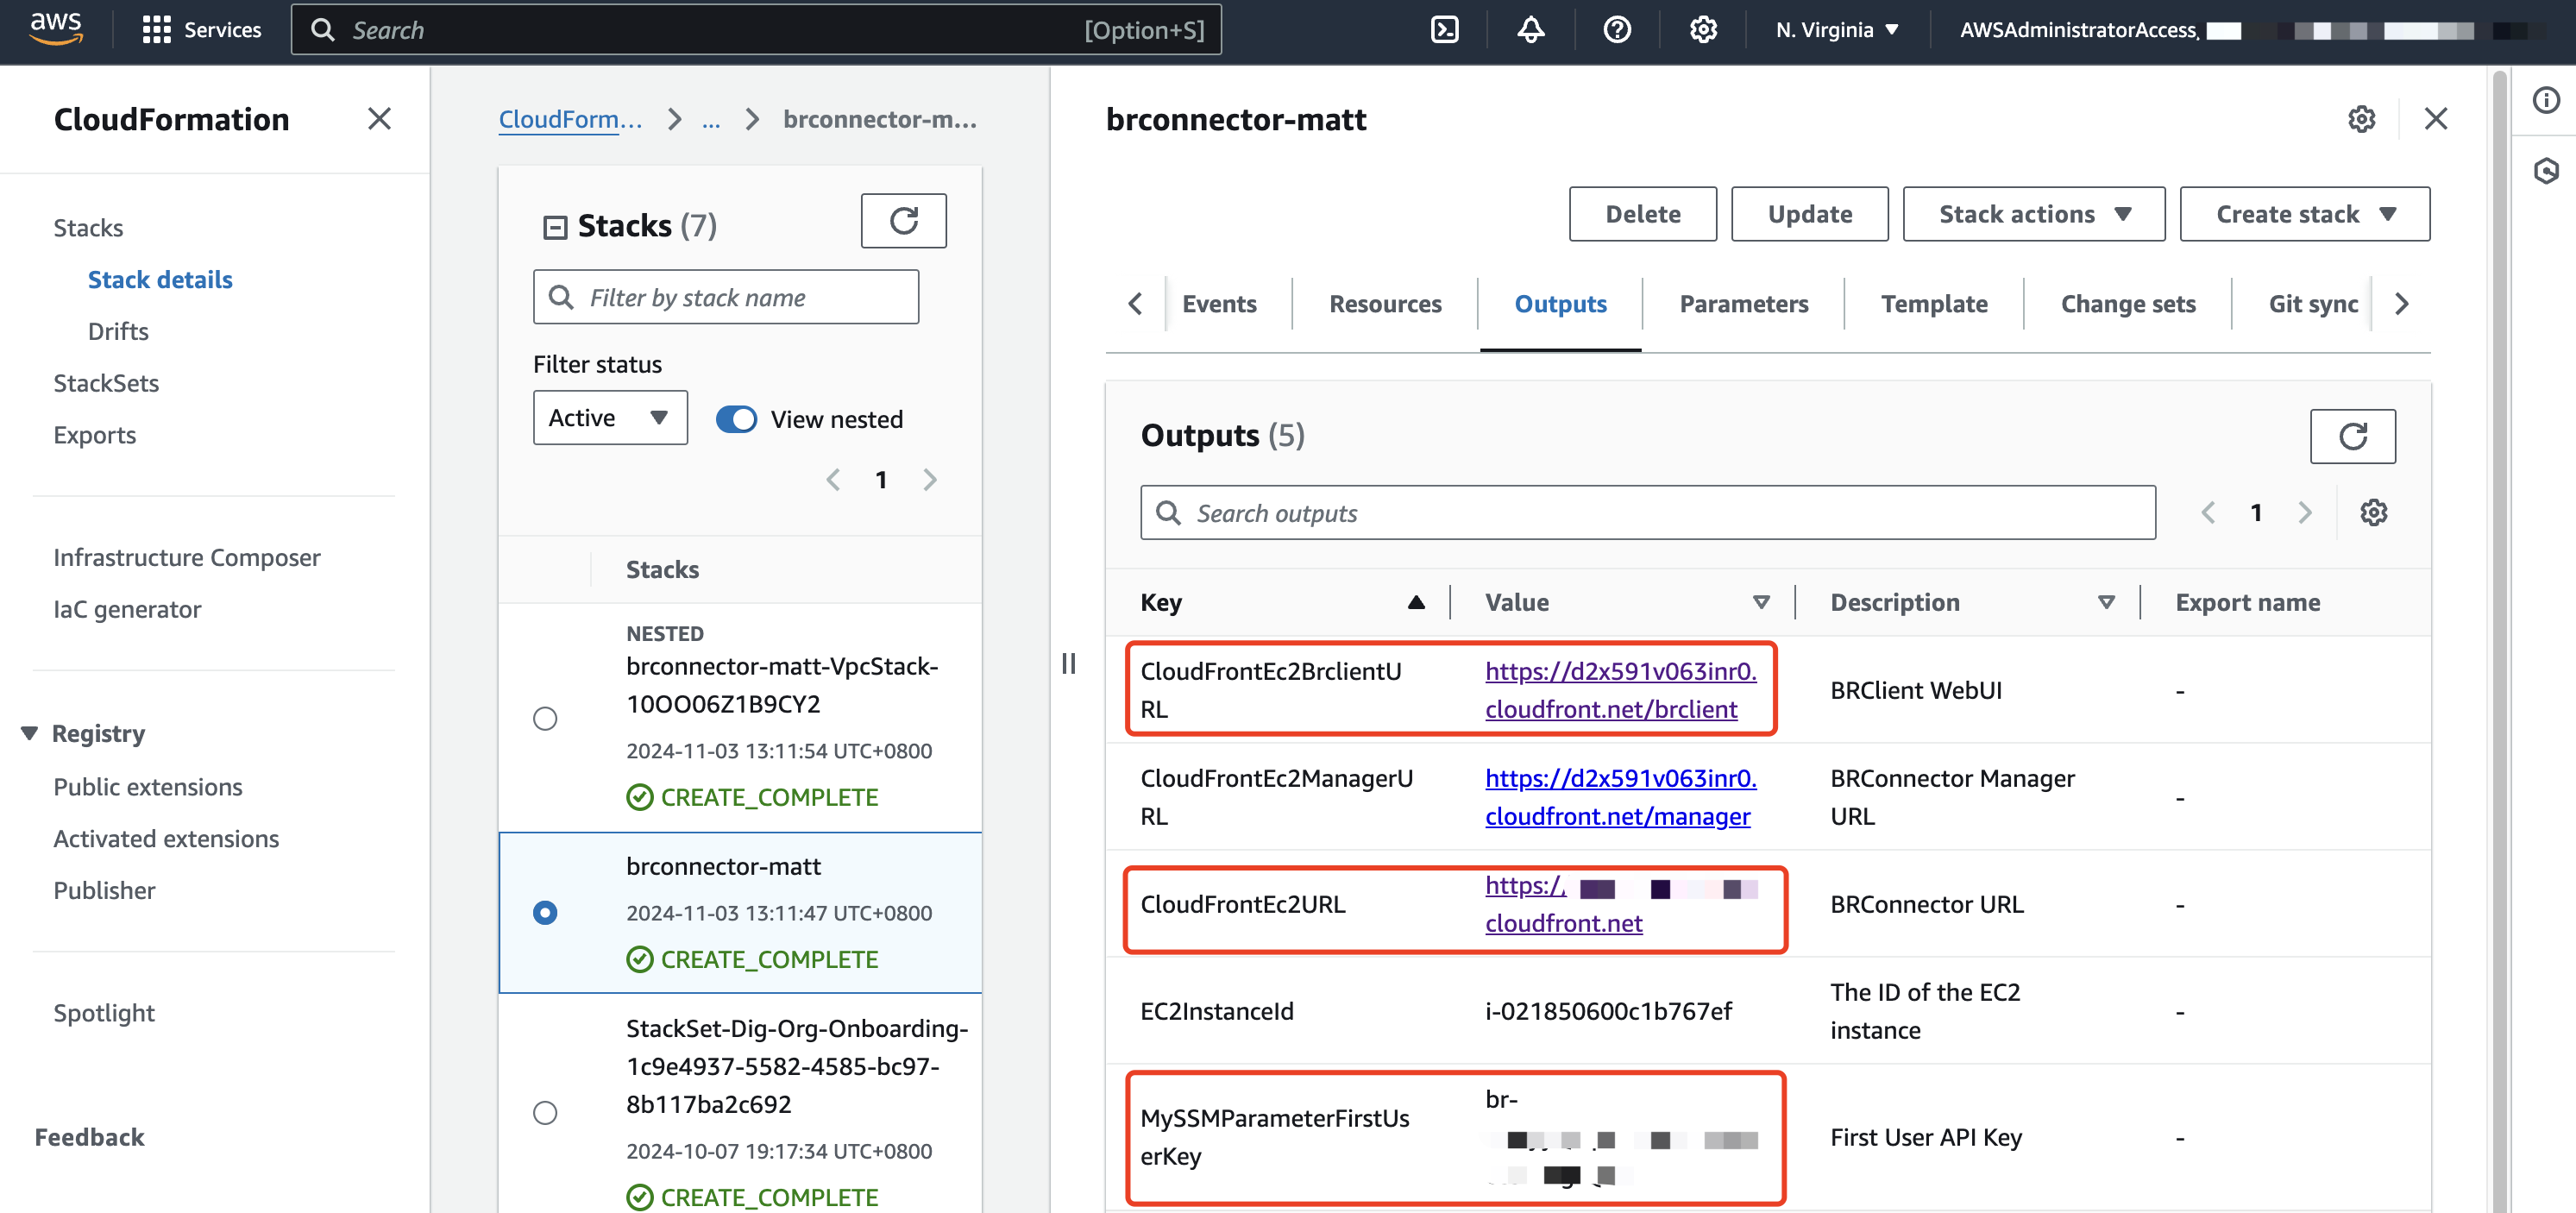 aws
Services
Search
[Option+S]
N. Virginia
AWSAdministratorAccess
CloudFormation
Stacks
Stack details
Drifts
StackSets
Exports
Infrastructure Composer
IaC generator
Registry
Public extensions
Activated extensions
Publisher
Spotlight
Feedback
CloudForm...
...
brconnector-m...
Stacks (7)
Filter by stack name
Filter status
Active
View nested
1
Stacks
NESTED
brconnector-matt-VpcStack-
10OO06Z1B9CY2
2024-11-03 13:11:54 UTC+0800
CREATE_COMPLETE
brconnector-matt
2024-11-03 13:11:47 UTC+0800
CREATE_COMPLETE
StackSet-Dig-Org-Onboarding-
1c9e4937-5582-4585-bc97-
8b117ba2c692
2024-10-07 19:17:34 UTC+0800
CREATE_COMPLETE
brconnector-matt
Delete
Update
Stack actions
Create stack
Events
Resources
Outputs
Parameters
Template
Change sets
Git sync
Outputs (5)
Search outputs
1
Key
Value
Description
Export name
CloudFrontEc2BrclientU
RL
https://d2x591v063inr0.
cloudfront.net/brclient
BRClient WebUI
-
CloudFrontEc2ManagerU
RL
https://d2x591v063inr0.
cloudfront.net/manager
BRConnector Manager
URL
-
CloudFrontEc2URL
https:/
cloudfront.net
BRConnector URL
-
EC2InstanceId
i-021850600c1b767ef
The ID of the EC2
instance
-
MySSMParameterFirstUs
erKey
br-
First User API Key
-